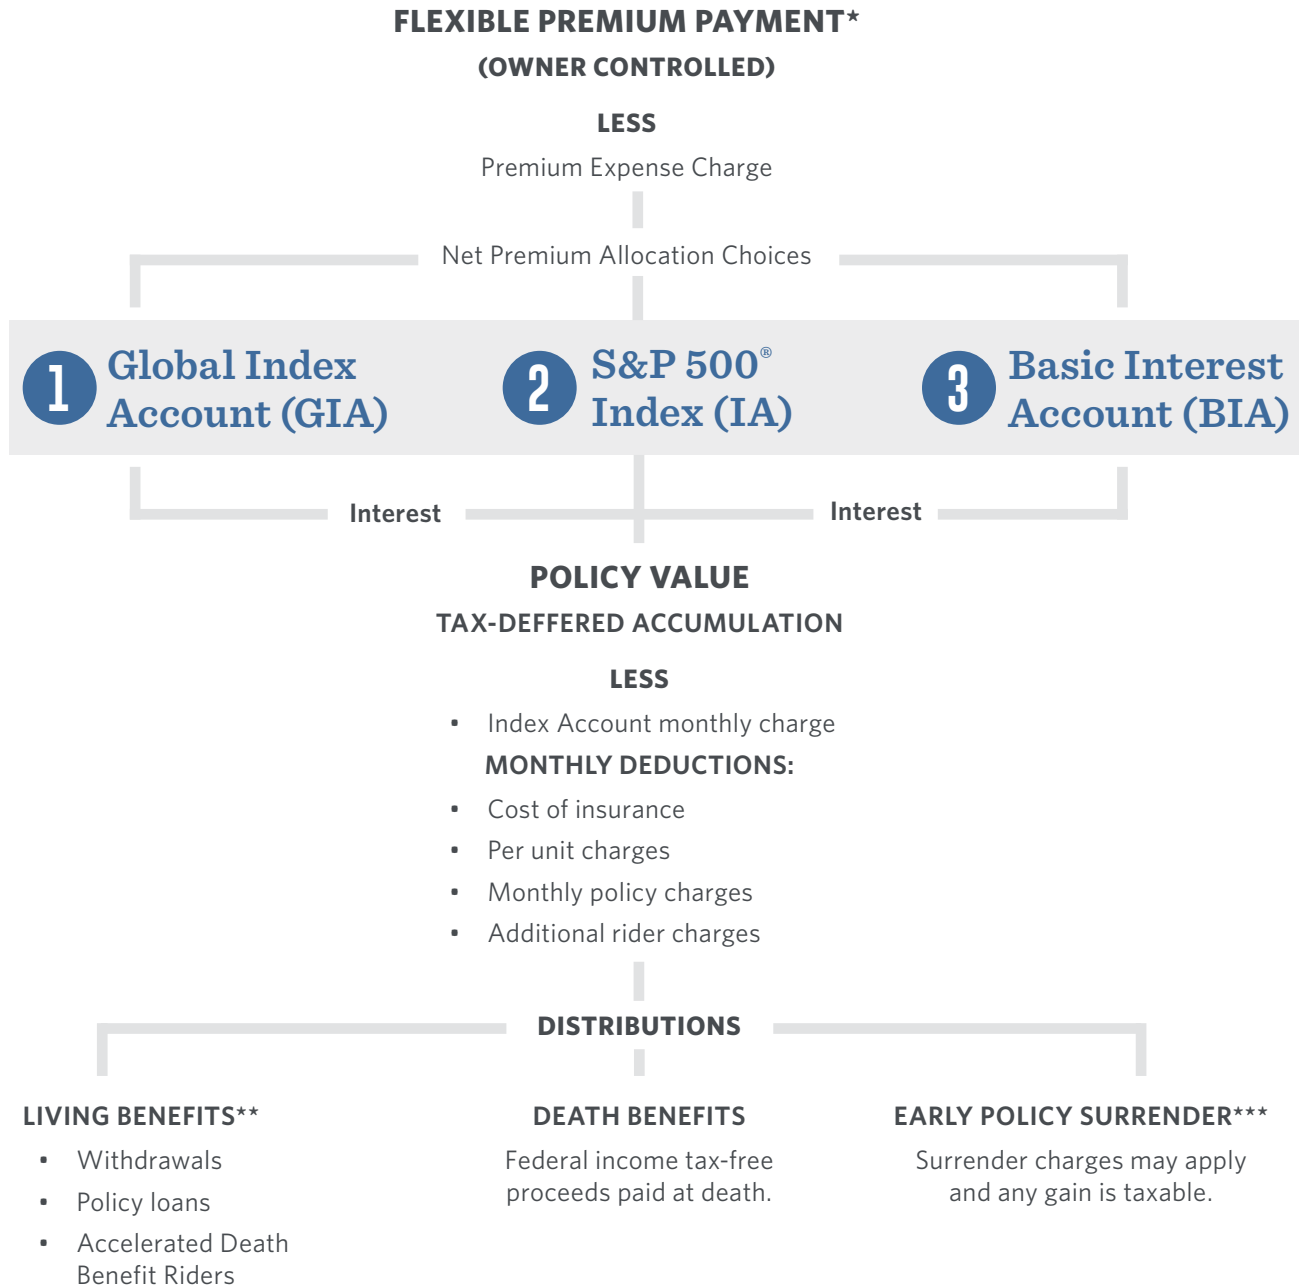 FLEXIBLE PREMIUM PAYMENT*
(OWNER CONTROLLED)
LESS
Premium Expense Charge
Net Premium Allocation Choices
1 Global Index
Account (GIA)
2 S&P 500®
Index (IA)
3 Basic Interest
Account (BIA)
Interest
Interest
POLICY VALUE
TAX-DEFFERED ACCUMULATION
LESS
• Index Account monthly charge
MONTHLY DEDUCTIONS:
• Cost of insurance
• Per unit charges
• Monthly policy charges
• Additional rider charges
DISTRIBUTIONS
LIVING BENEFITS**
• Withdrawals
• Policy loans
• Accelerated Death
Benefit Riders
DEATH BENEFITS
Federal income tax-free
proceeds paid at death.
EARLY POLICY SURRENDER***
Surrender charges may apply
and any gain is taxable.